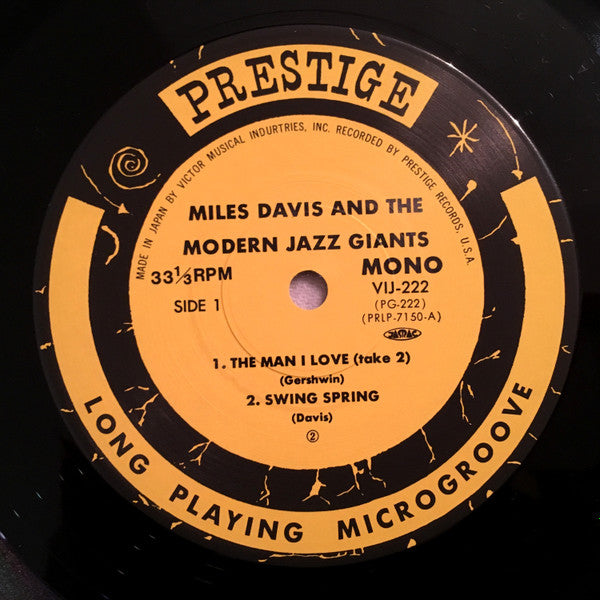 PRESTIGE
MADE IN JAPAN BY VICTOR MUSICAL INDURTRIES, INC. RECORDED BY PRESTIGE RECORDS, U.S.A.
MILES DAVIS AND THE
MODERN JAZZ GIANTS
33⅓RPM
MONO
SIDE 1
VIJ-222
(PG-222)
(PRLP-7150-A)
JASRAC
1. THE MAN I LOVE (take 2)
(Gershwin)
2. SWING SPRING
(Davis)
②
LONG PLAYING MICROGROOVE